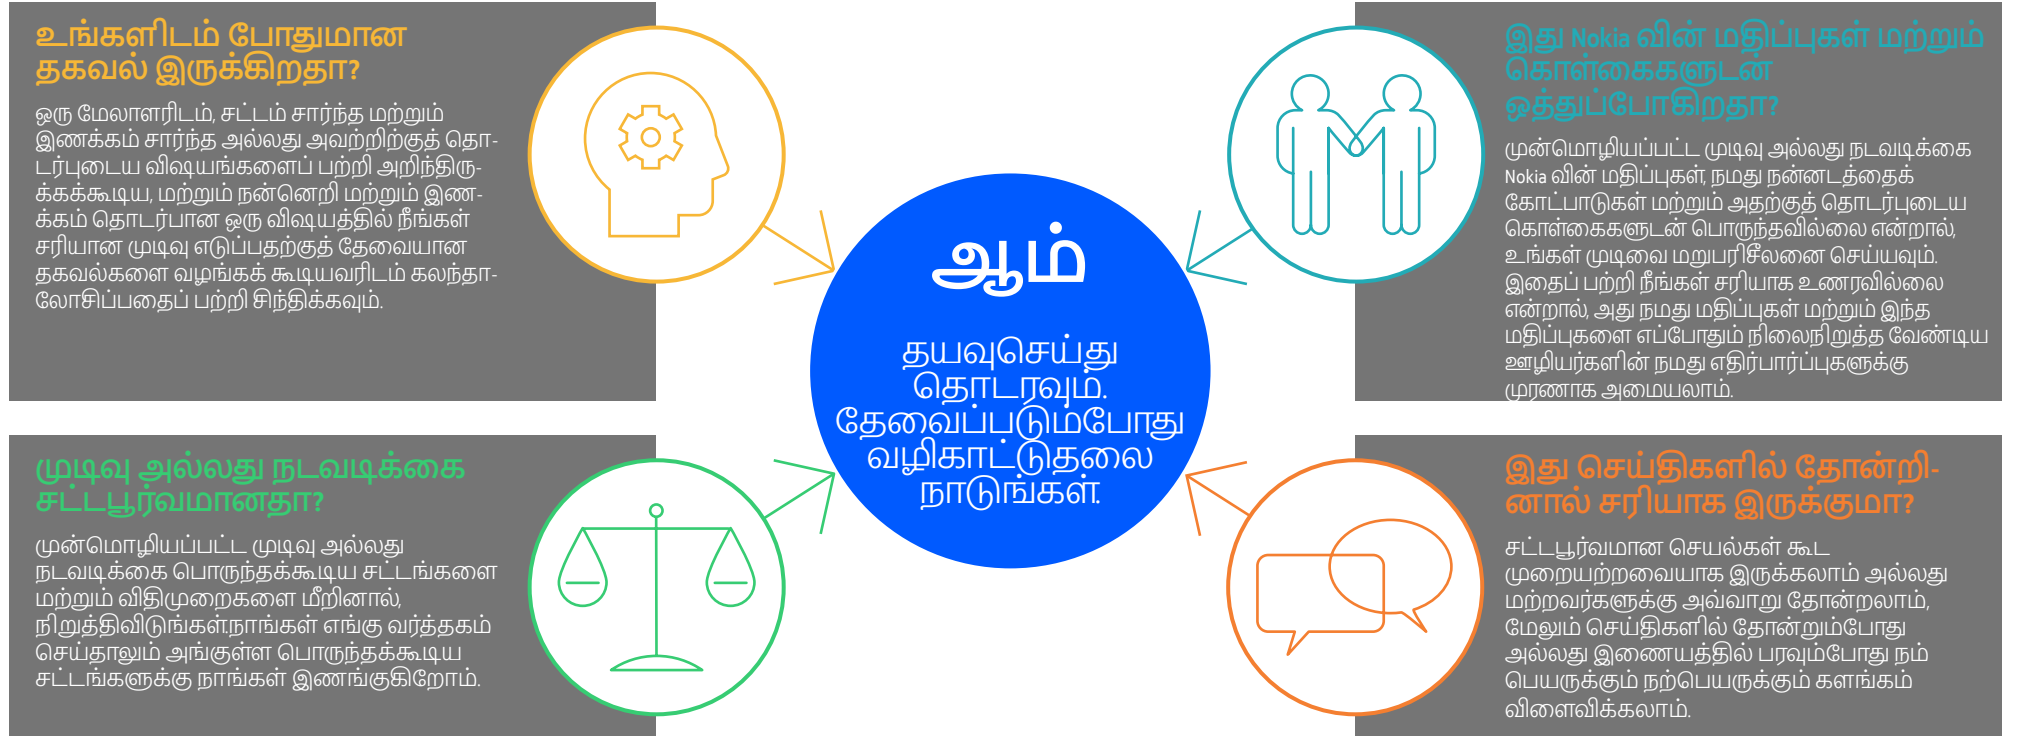 உங்களிடம் போதுமான
தகவல் இருக்கிறதா?
ஒரு மேலாளரிடம், சட்டம் சார்ந்த மற்றும்
இணக்கம் சார்ந்த அல்லது அவற்றிற்குத் தொ-
டர்புடைய விஷயங்களைப் பற்றி அறிந்திரு-
க்கக்கூடிய, மற்றும் நன்னெறி மற்றும் இண-
க்கம் தொடர்பான ஒரு விஷயத்தில் நீங்கள்
சரியான முடிவு எடுப்பதற்குத் தேவையான
தகவல்களை வழங்கக் கூடியவரிடம் கலந்தா-
லோசிப்பதைப் பற்றி சிந்திக்கவும்.
முடிவு அல்லது நடவடிக்கை
சட்டபூர்வமானதா?
முன்மொழியப்பட்ட முடிவு அல்லது
நடவடிக்கை பொருந்தக்கூடிய சட்டங்களை
மற்றும் விதிமுறைகளை மீறினால்,
நிறுத்திவிடுங்கள்.நாங்கள் எங்கு வர்த்தகம்
செய்தாலும் அங்குள்ள பொருந்தக்கூடிய
சட்டங்களுக்கு நாங்கள் இணங்குகிறோம்.
ஆம்
தயவுசெய்து
தொடரவும்.
தேவைப்படும்போது
வழிகாட்டுதலை
நாடுங்கள்.
இது Nokia வின் மதிப்புகள் மற்றும்
கொள்கைகளுடன்
ஒத்துப்போகிறதா?
முன்மொழியப்பட்ட முடிவு அல்லது நடவடிக்கை
Nokia வின் மதிப்புகள், நமது நன்னடத்தைக்
கோட்பாடுகள் மற்றும் அதற்குத் தொடர்புடைய
கொள்கைகளுடன் பொருந்தவில்லை என்றால்,
உங்கள் முடிவை மறுபரிசீலனை செய்யவும்.
இதைப் பற்றி நீங்கள் சரியாக உணரவில்லை
என்றால், அது நமது மதிப்புகள் மற்றும் இந்த
மதிப்புகளை எப்போதும் நிலைநிறுத்த வேண்டிய
ஊழியர்களின் நமது எதிர்பார்ப்புகளுக்கு
முரணாக அமையலாம்.
இது செய்திகளில் தோன்றி-
னால் சரியாக இருக்குமா?
சட்டபூர்வமான செயல்கள் கூட
முறையற்றவையாக இருக்கலாம் அல்லது
மற்றவர்களுக்கு அவ்வாறு தோன்றலாம்,
மேலும் செய்திகளில் தோன்றும்போது
அல்லது இணையத்தில் பரவும்போது நம்
பெயருக்கும் நற்பெயருக்கும் களங்கம்
விளைவிக்கலாம்.